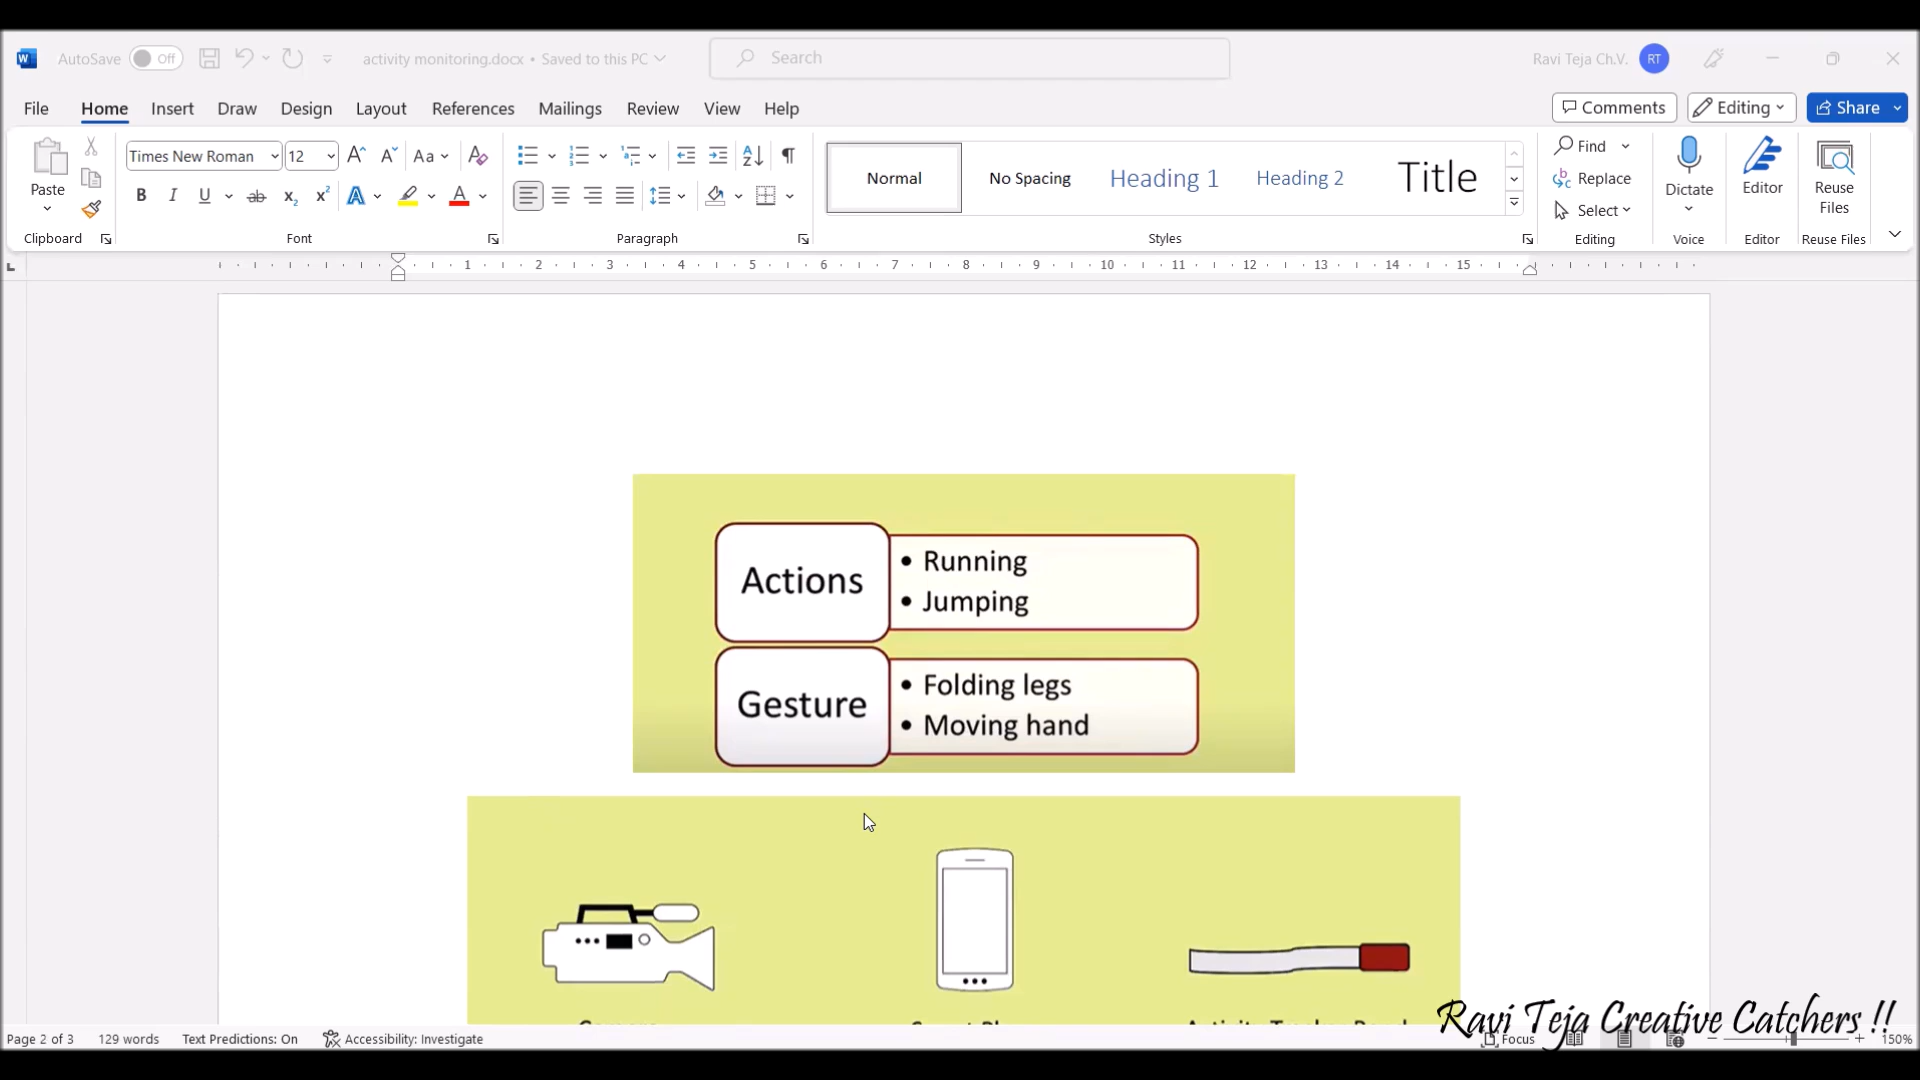 AutoSave Off activity monitoring.docx • Saved to this PC Search Ravi Teja Ch.V. RT
File Home Insert Draw Design Layout References Mailings Review View Help Comments Editing Share
Paste Times New Roman 12 Aa Normal No Spacing Heading 1 Heading 2 Title Find Replace Select Dictate Editor Reuse Files
Clipboard Font Paragraph Styles Editing Voice Editor Reuse Files
1 2 3 4 5 6 7 8 9 10 11 12 13 14 15
Actions
• Running
• Jumping
Gesture
• Folding legs
• Moving hand
Ravi Teja Creative Catchers !!
Page 2 of 3 129 words Text Predictions: On Accessibility: Investigate Focus 150%